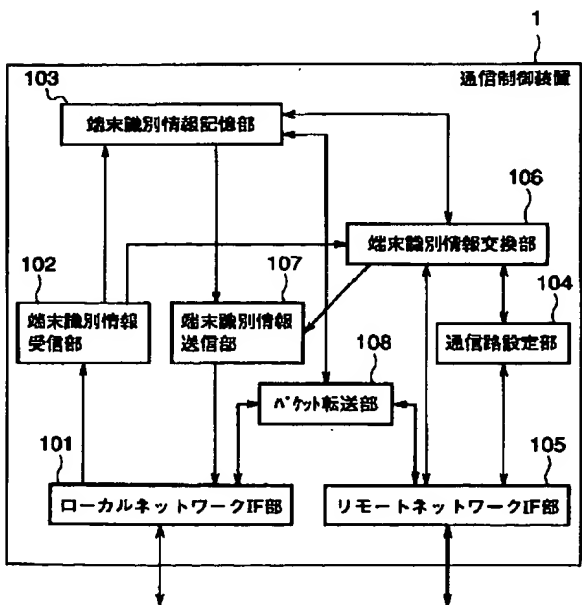 1
通信制御装置
103
端末識別情報記憶部
106
端末識別情報交換部
102
端末識別情報
受信部
107
端末識別情報
送信部
104
通信路設定部
108
パケット転送部
101
ローカルネットワークIF部
105
リモートネットワークIF部